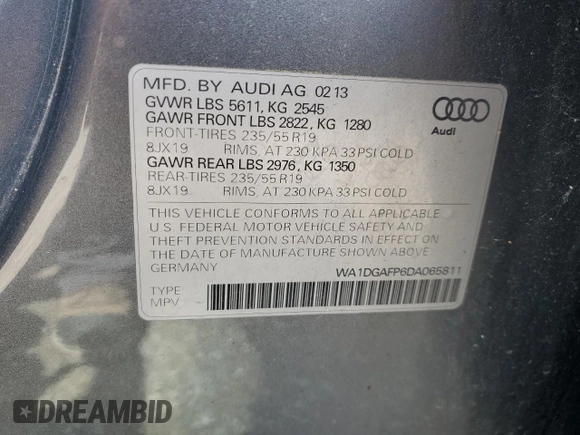 MFD. BY AUDI AG 02 13
GVWR LBS 5611, KG 2545
GAWR FRONT LBS 2822, KG 1280
FRONT-TIRES 235/55 R19
8JX19 RIMS, AT 230 KPA 33 PSI COLD
GAWR REAR LBS 2976, KG 1350
REAR-TIRES 235/55 R19
8JX19 RIMS, AT 230 KPA 33 PSI COLD
Audi
THIS VEHICLE CONFORMS TO ALL APPLICABLE
U.S. FEDERAL MOTOR VEHICLE SAFETY AND
THEFT PREVENTION STANDARDS IN EFFECT ON
THE DATE OF MANUFACTURE SHOWN ABOVE
GERMANY WA1DGAFP6DA065811
TYPE
MPV
DREAMBID